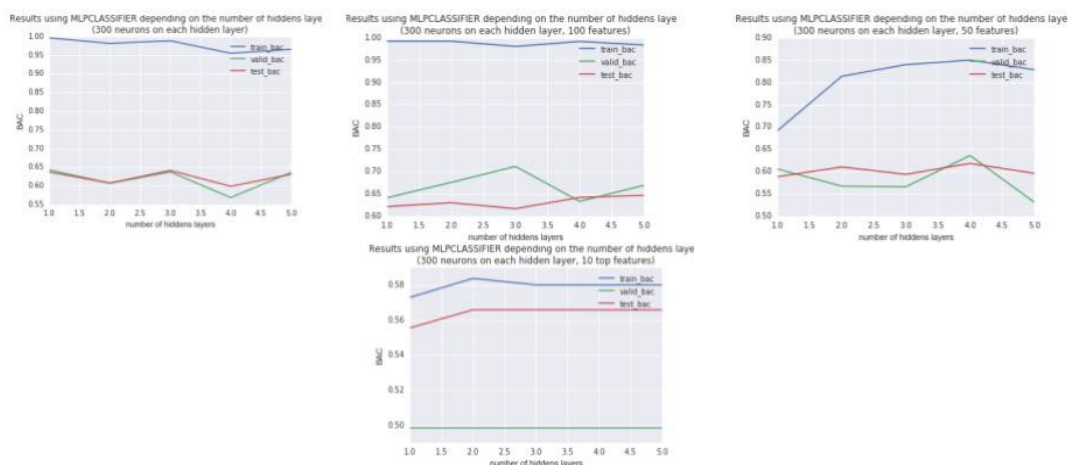 Results using MLPCLASSIFIER depending on the number of hiddens laye
(300 neurons on each hidden layer)
1.00
0.95
0.90
0.85
0.80
0.75
0.70
0.65
0.60
0.55
BAC
train_bac
valid_bac
test_bac
1.0 1.5 2.0 2.5 3.0 3.5 4.0 4.5 5.0
number of hiddens layers
Results using MLPCLASSIFIER depending on the number of hiddens laye
(300 neurons on each hidden layer, 100 features)
1.00
0.95
0.90
0.85
0.80
0.75
0.70
0.65
0.60
BAC
train_bac
valid_bac
test_bac
1.0 1.5 2.0 2.5 3.0 3.5 4.0 4.5 5.0
number of hiddens layers
Results using MLPCLASSIFIER depending on the number of hiddens laye
(300 neurons on each hidden layer, 50 features)
0.90
0.85
0.80
0.75
0.70
0.65
0.60
0.55
0.50
BAC
train_bac
valid_bac
test_bac
1.0 1.5 2.0 2.5 3.0 3.5 4.0 4.5 5.0
number of hiddens layers
Results using MLPCLASSIFIER depending on the number of hiddens laye
(300 neurons on each hidden layer, 10 top features)
0.58
0.56
0.54
0.52
0.50
BAC
train_bac
valid_bac
test_bac
1.0 1.5 2.0 2.5 3.0 3.5 4.0 4.5 5.0
number of hiddens layers